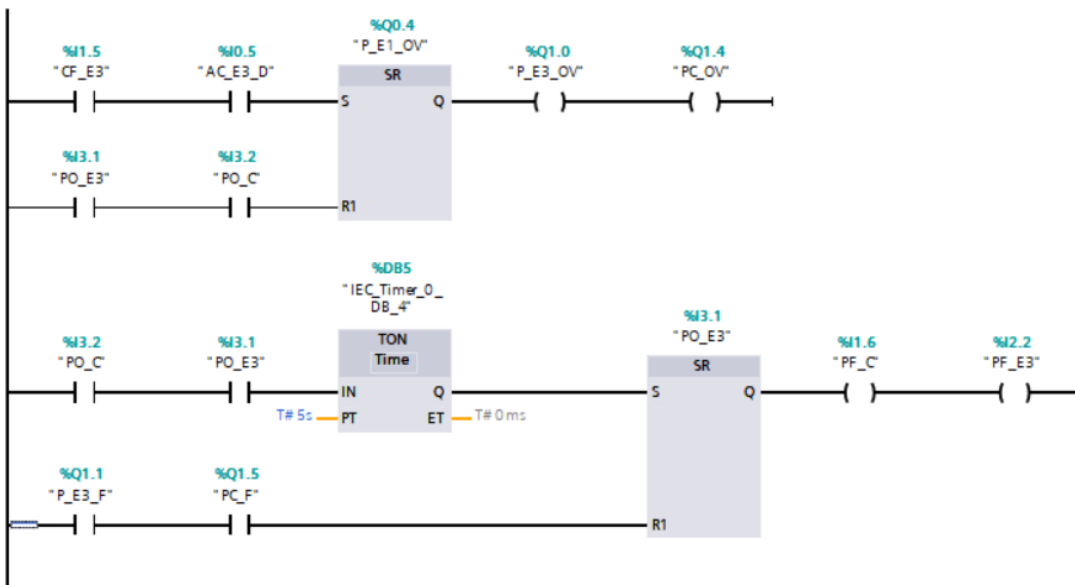 %Q0.4
"P_E1_OV"
%I1.5 %I0.5 %Q1.0 %Q1.4
"CF_E3" "AC_E3_D" SR "P_E3_OV" "PC_OV"
S Q
%I3.1 %I3.2
"PO_E3" "PO_C"
R1
%DB5
"IEC_Timer_0_
DB_4"
%I3.1
"PO_E3"
%I3.2 %I3.1 TON %I1.6 %I2.2
"PO_C" "PO_E3" Time SR "PF_C" "PF_E3"
IN Q S Q
T# 5s PT ET T# 0 ms
%Q1.1 %Q1.5
"P_E3_F" "PC_F"
R1